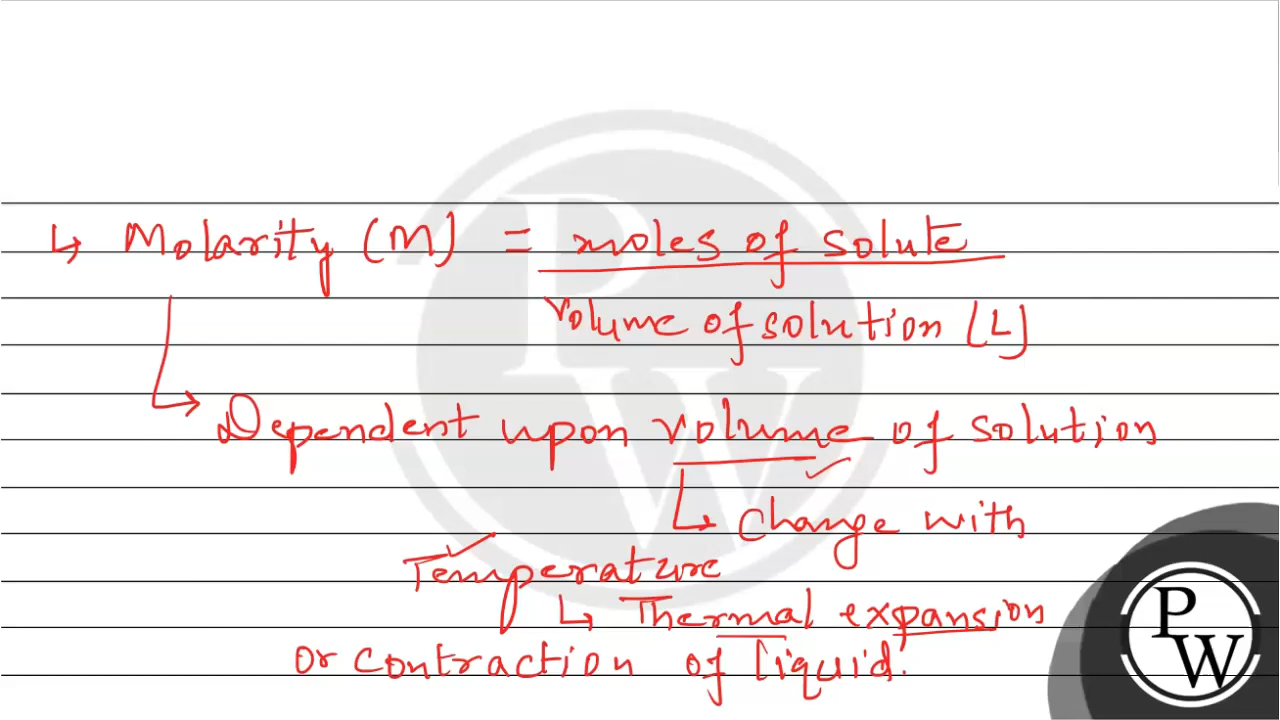 ↳ Molarity (M) = moles of solute
volume of solution (L)
Dependent upon volume of solution
↳ Change with
Temperature
↳ Thermal expansion
or contraction of liquid.
P
W
P
W